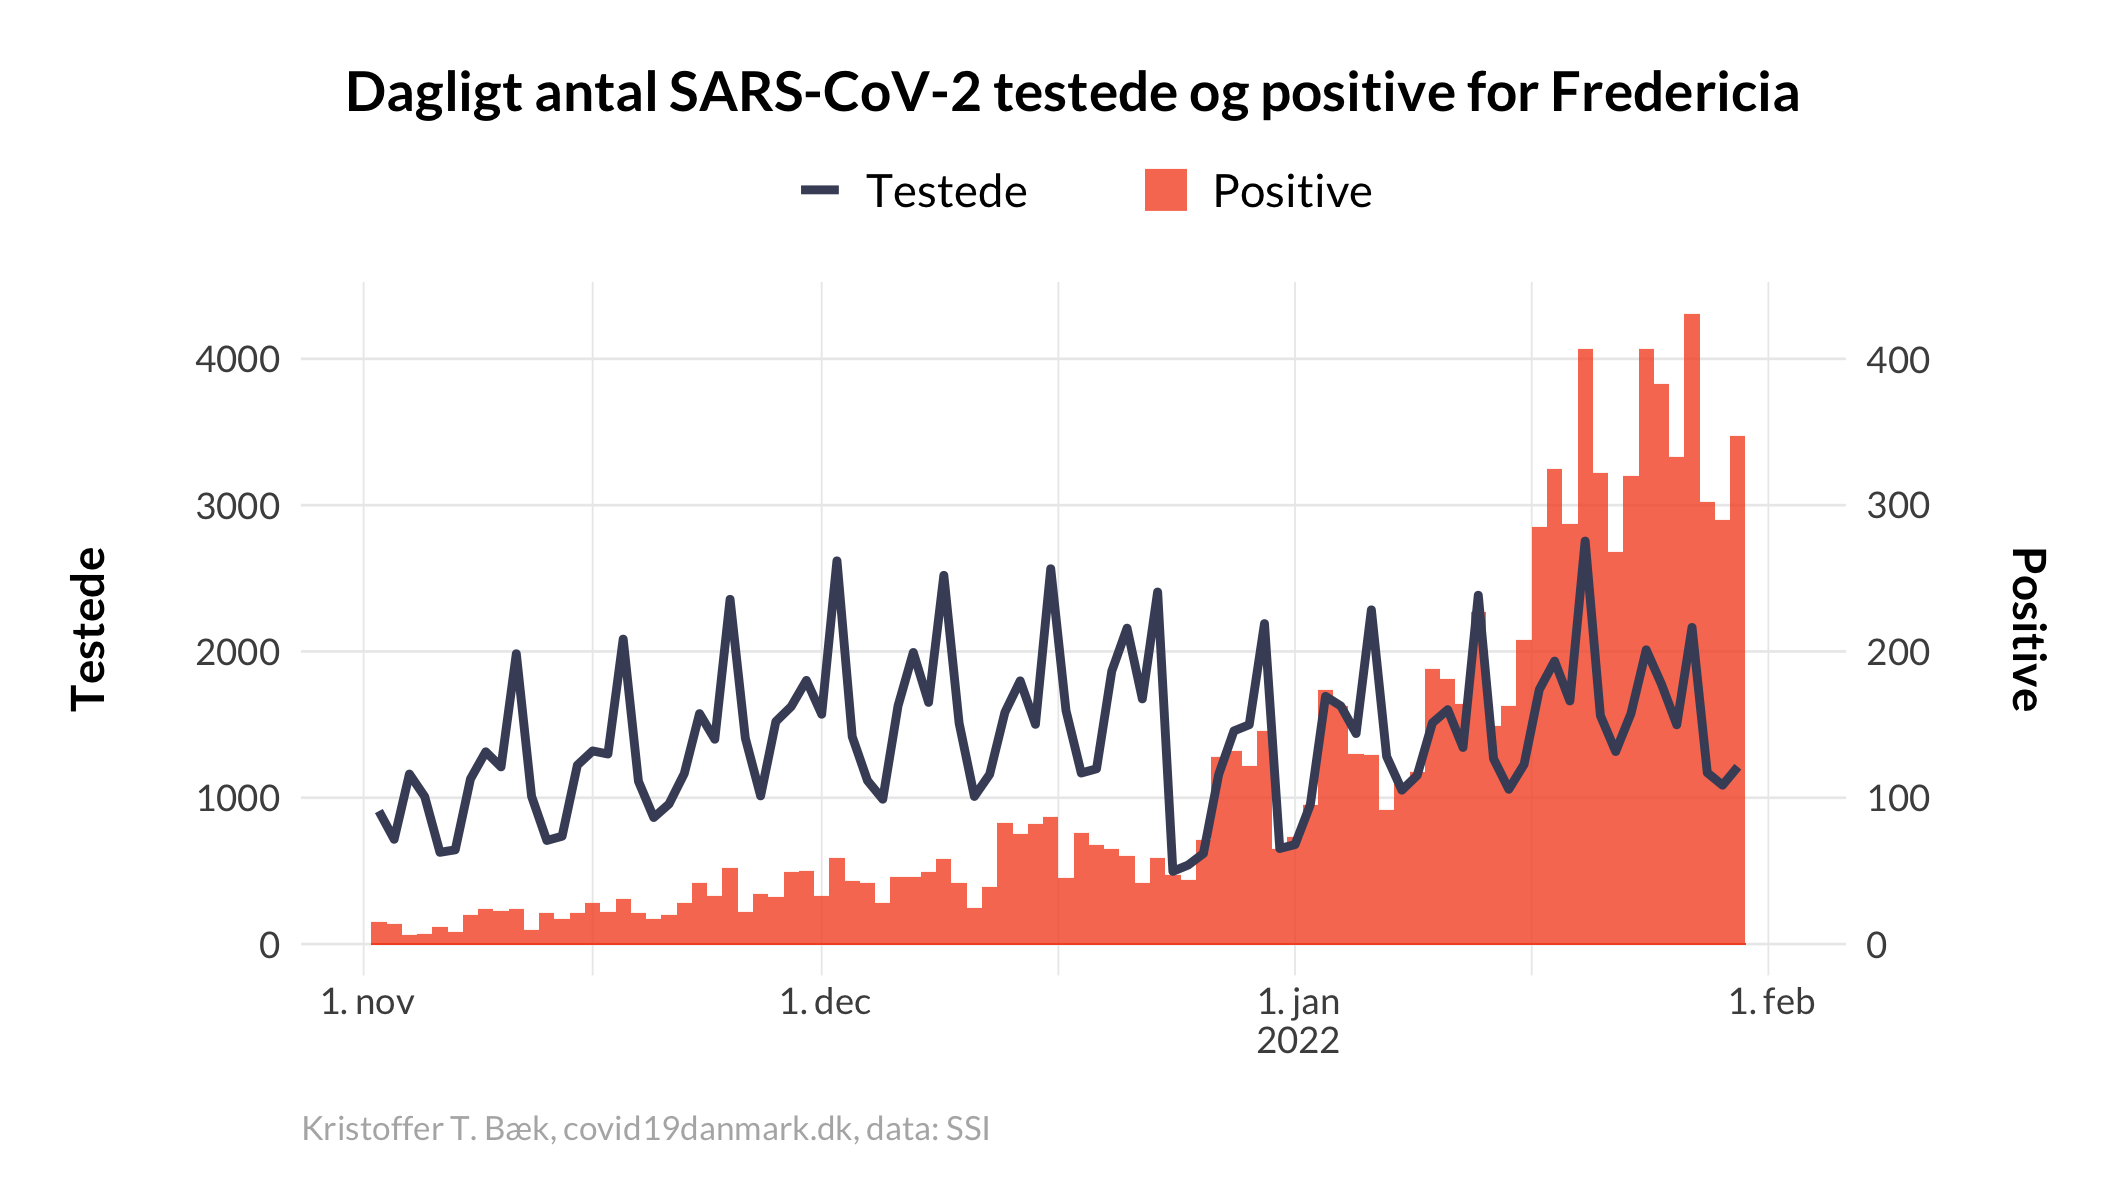 Dagligt antal SARS-CoV-2 testede og positive for Fredericia
Testede Positive
4000 400
3000 300
2000 200
1000 100
0 0
Testede
Positive
1. nov 1. dec 1. jan 1. feb
2022
Kristoffer T. Bæk, covid19danmark.dk, data: SSI